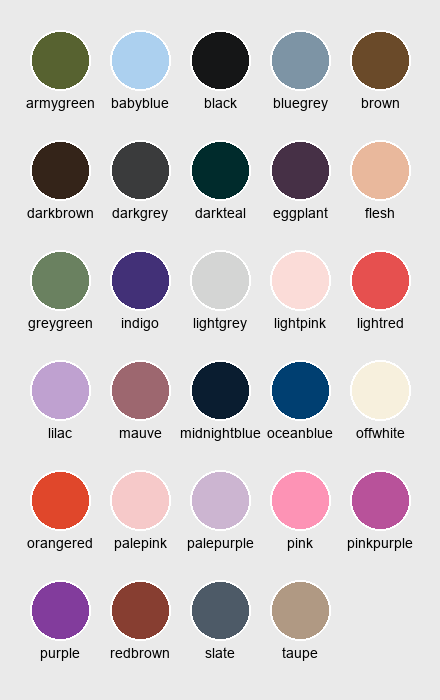 armygreen babyblue black bluegrey brown
darkbrown darkgrey darkteal eggplant flesh
greygreen indigo lightgrey lightpink lightred
lilac mauve midnightblue oceanblue offwhite
orangered palepink palepurple pink pinkpurple
purple redbrown slate taupe